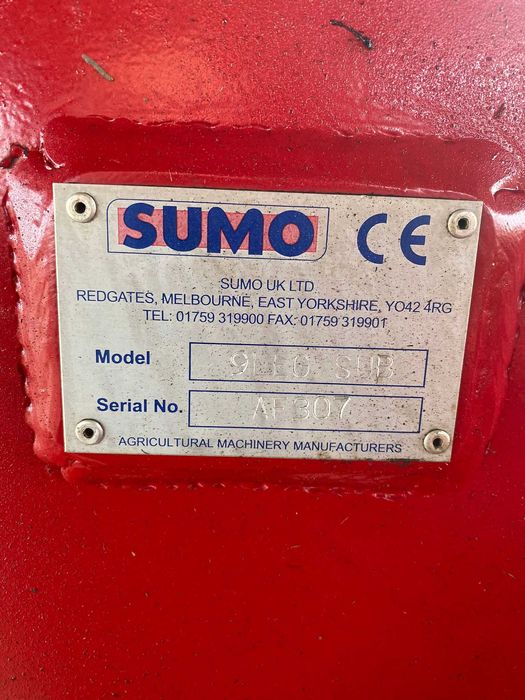 SUMO CE
SUMO UK LTD
REDGATES, MELBOURNE, EAST YORKSHIRE, YO42 4RG
TEL: 01759 319900 FAX: 01759 319901
Model 9LEG SUB
Serial No.
AGRICULTURAL MACHINERY MANUFACTURERS